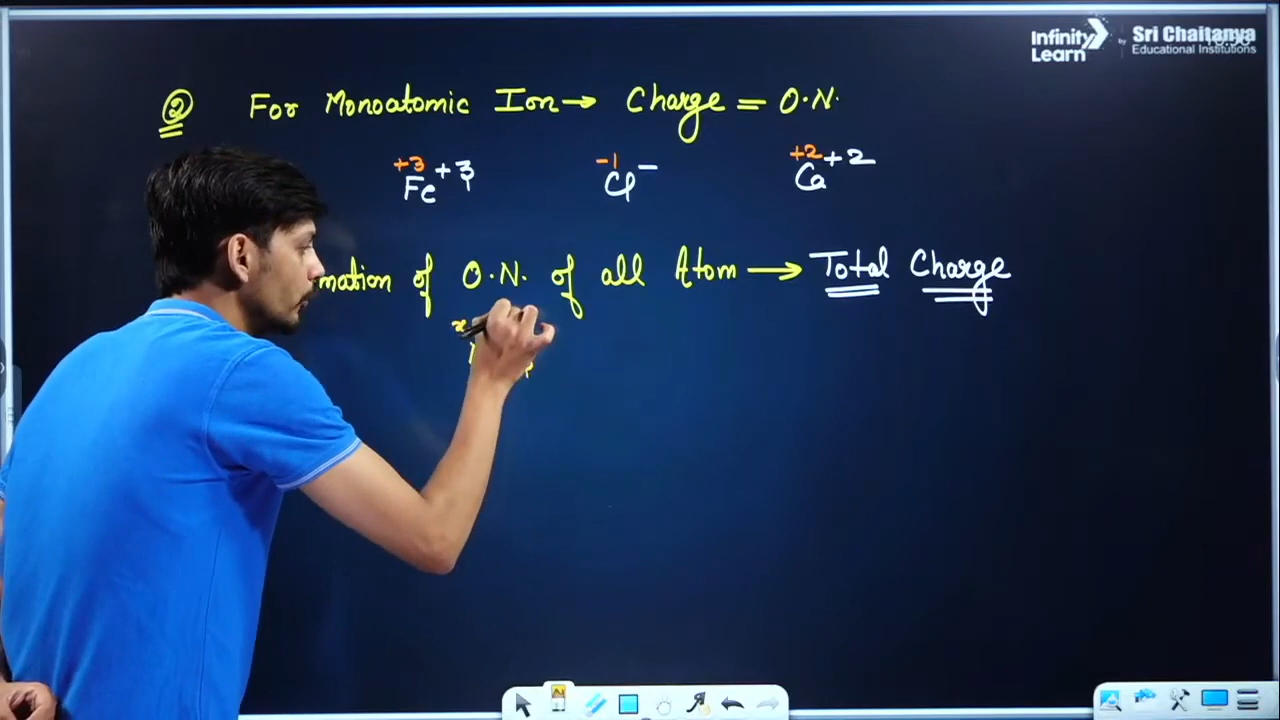 Infinity Learn by Sri Chaitanya Educational Institutions
② For Monoatomic Ion → Charge = O.N.
+3 Fe+3 -1 Cl– +2 Ca+2
mation of O.N. of all Atom → Total Charge
x